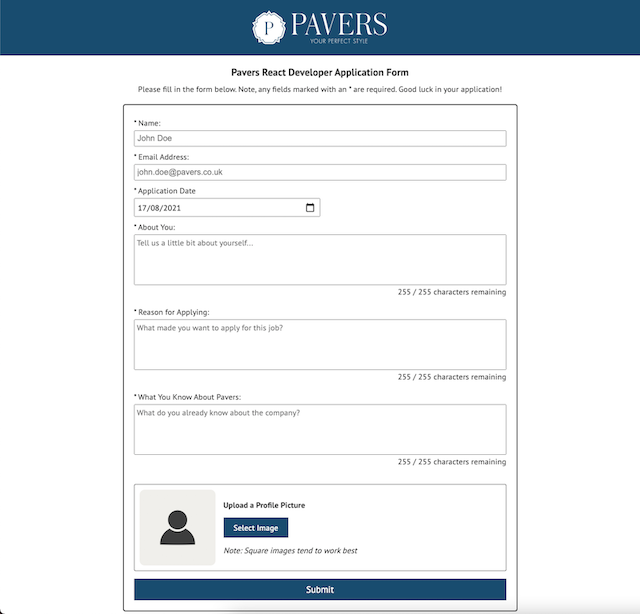 P PAVERS
YOUR PERFECT STYLE
Pavers React Developer Application Form
Please fill in the form below. Note, any fields marked with an * are required. Good luck in your application!
* Name:
John Doe
* Email Address:
john.doe@pavers.co.uk
* Application Date
17/08/2021
* About You:
Tell us a little bit about yourself...
255 / 255 characters remaining
* Reason for Applying:
What made you want to apply for this job?
255 / 255 characters remaining
* What You Know About Pavers:
What do you already know about the company?
255 / 255 characters remaining
Upload a Profile Picture
Select Image
Note: Square images tend to work best
Submit